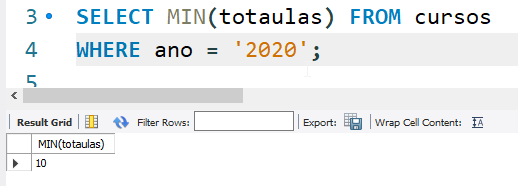 3 SELECT MIN(totaulas) FROM cursos
4 WHERE ano = '2020';
5
Result Grid Filter Rows: Export: Wrap Cell Content: IA
MIN(totaulas)
10